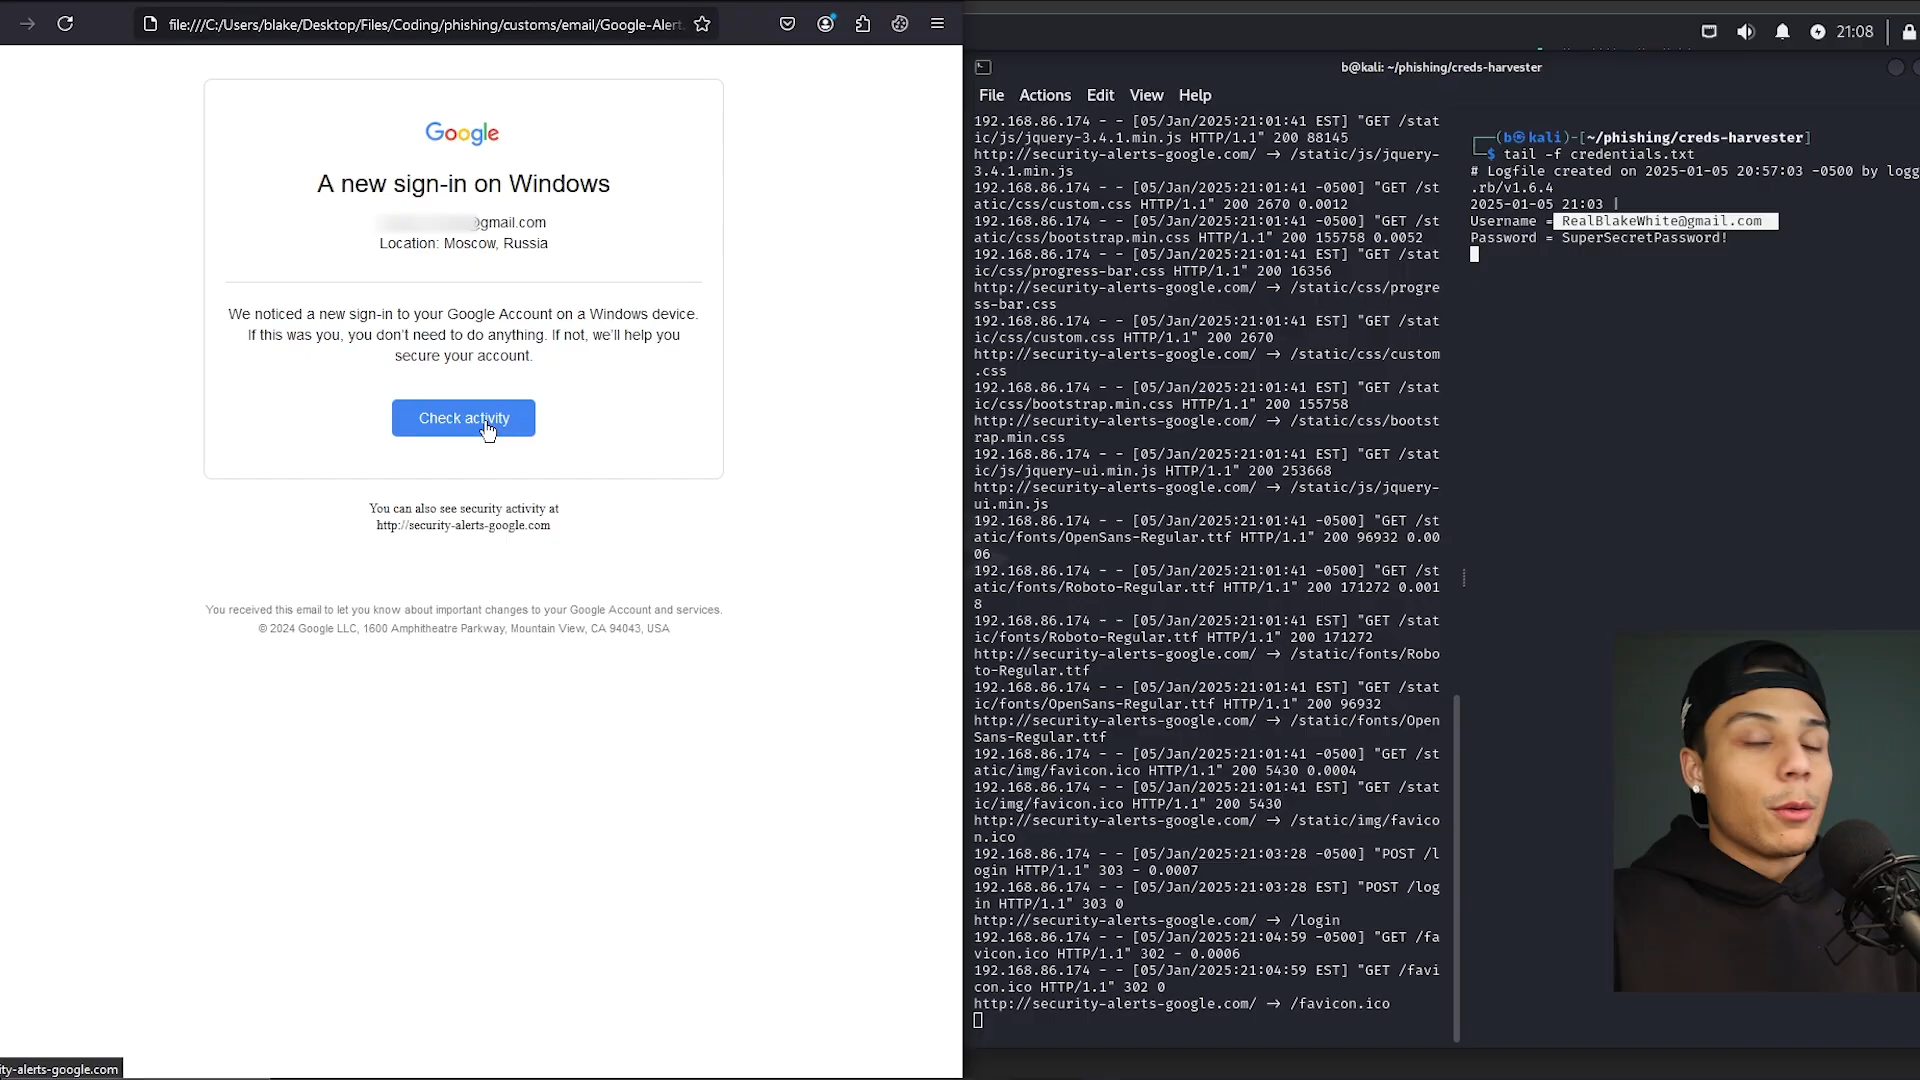 file:///C:/Users/blake/Desktop/Files/Coding/phishing/customs/email/Google-Alert.
Google
A new sign-in on Windows
@gmail.com
Location: Moscow, Russia
We noticed a new sign-in to your Google Account on a Windows device.
If this was you, you don't need to do anything. If not, we'll help you
secure your account.
Check activity
You can also see security activity at
http://security-alerts-google.com
You received this email to let you know about important changes to your Google Account and services.
© 2024 Google LLC, 1600 Amphitheatre Parkway, Mountain View, CA 94043, USA
ity-alerts-google.com
21:08
b@kali: ~/phishing/creds-harvester
File Actions Edit View Help
192.168.86.174 - - [05/Jan/2025:21:01:41 EST] "GET /stat
ic/js/jquery-3.4.1.min.js HTTP/1.1" 200 88145
http://security-alerts-google.com/ → /static/js/jquery-
3.4.1.min.js
192.168.86.174 - - [05/Jan/2025:21:01:41 -0500] "GET /st
atic/css/custom.css HTTP/1.1" 200 2670 0.0012
192.168.86.174 - - [05/Jan/2025:21:01:41 -0500] "GET /st
atic/css/bootstrap.min.css HTTP/1.1" 200 155758 0.0052
192.168.86.174 - - [05/Jan/2025:21:01:41 EST] "GET /stat
ic/css/progress-bar.css HTTP/1.1" 200 16356
http://security-alerts-google.com/ → /static/css/progre
ss-bar.css
192.168.86.174 - - [05/Jan/2025:21:01:41 EST] "GET /stat
ic/css/custom.css HTTP/1.1" 200 2670
http://security-alerts-google.com/ → /static/css/custom
.css
192.168.86.174 - - [05/Jan/2025:21:01:41 EST] "GET /stat
ic/css/bootstrap.min.css HTTP/1.1" 200 155758
http://security-alerts-google.com/ → /static/css/bootst
rap.min.css
192.168.86.174 - - [05/Jan/2025:21:01:41 EST] "GET /stat
ic/js/jquery-ui.min.js HTTP/1.1" 200 253668
http://security-alerts-google.com/ → /static/js/jquery-
ui.min.js
192.168.86.174 - - [05/Jan/2025:21:01:41 -0500] "GET /st
atic/fonts/OpenSans-Regular.ttf HTTP/1.1" 200 96932 0.00
06
192.168.86.174 - - [05/Jan/2025:21:01:41 -0500] "GET /st
atic/fonts/Roboto-Regular.ttf HTTP/1.1" 200 171272 0.001
8
192.168.86.174 - - [05/Jan/2025:21:01:41 EST] "GET /stat
ic/fonts/Roboto-Regular.ttf HTTP/1.1" 200 171272
http://security-alerts-google.com/ → /static/fonts/Robo
to-Regular.ttf
192.168.86.174 - - [05/Jan/2025:21:01:41 EST] "GET /stat
ic/fonts/OpenSans-Regular.ttf HTTP/1.1" 200 96932
http://security-alerts-google.com/ → /static/fonts/Open
Sans-Regular.ttf
192.168.86.174 - - [05/Jan/2025:21:01:41 -0500] "GET /st
atic/img/favicon.ico HTTP/1.1" 200 5430 0.0004
192.168.86.174 - - [05/Jan/2025:21:01:41 EST] "GET /stat
ic/img/favicon.ico HTTP/1.1" 200 5430
http://security-alerts-google.com/ → /static/img/favico
n.ico
192.168.86.174 - - [05/Jan/2025:21:03:28 -0500] "POST /l
ogin HTTP/1.1" 303 - 0.0007
192.168.86.174 - - [05/Jan/2025:21:03:28 EST] "POST /log
in HTTP/1.1" 303 0
http://security-alerts-google.com/ → /login
192.168.86.174 - - [05/Jan/2025:21:04:59 -0500] "GET /fa
vicon.ico HTTP/1.1" 302 - 0.0006
192.168.86.174 - - [05/Jan/2025:21:04:59 EST] "GET /favi
con.ico HTTP/1.1" 302 0
http://security-alerts-google.com/ → /favicon.ico
(b㉿kali)-[~/phishing/creds-harvester]
$ tail -f credentials.txt
# Logfile created on 2025-01-05 20:57:03 -0500 by logg
.rb/v1.6.4
2025-01-05 21:03 |
Username = RealBlakeWhite@gmail.com
Password = SuperSecretPassword!